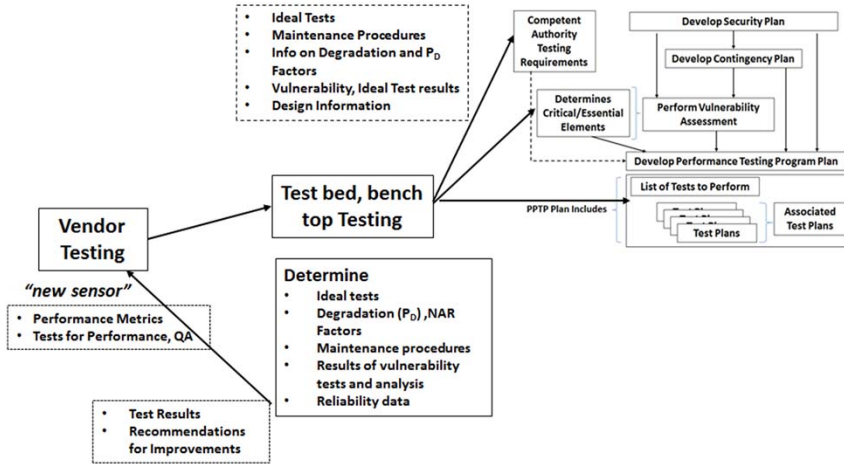 • Ideal Tests
• Maintenance Procedures
• Info on Degradation and PD
Factors
• Vulnerability, Ideal Test results
• Design Information
Competent
Authority
Testing
Requirements
Develop Security Plan
Develop Contingency Plan
Determines
Critical/Essential
Elements
Perform Vulnerability
Assessment
Develop Performance Testing Program Plan
PPTP Plan Includes
List of Tests to Perform
Test Plans
Associated
Test Plans
Test bed, bench
top Testing
Vendor
Testing
“new sensor”
• Performance Metrics
• Tests for Performance, QA
Determine
• Ideal tests
• Degradation (PD) ,NAR
Factors
• Maintenance procedures
• Results of vulnerability
tests and analysis
• Reliability data
• Test Results
• Recommendations
for Improvements